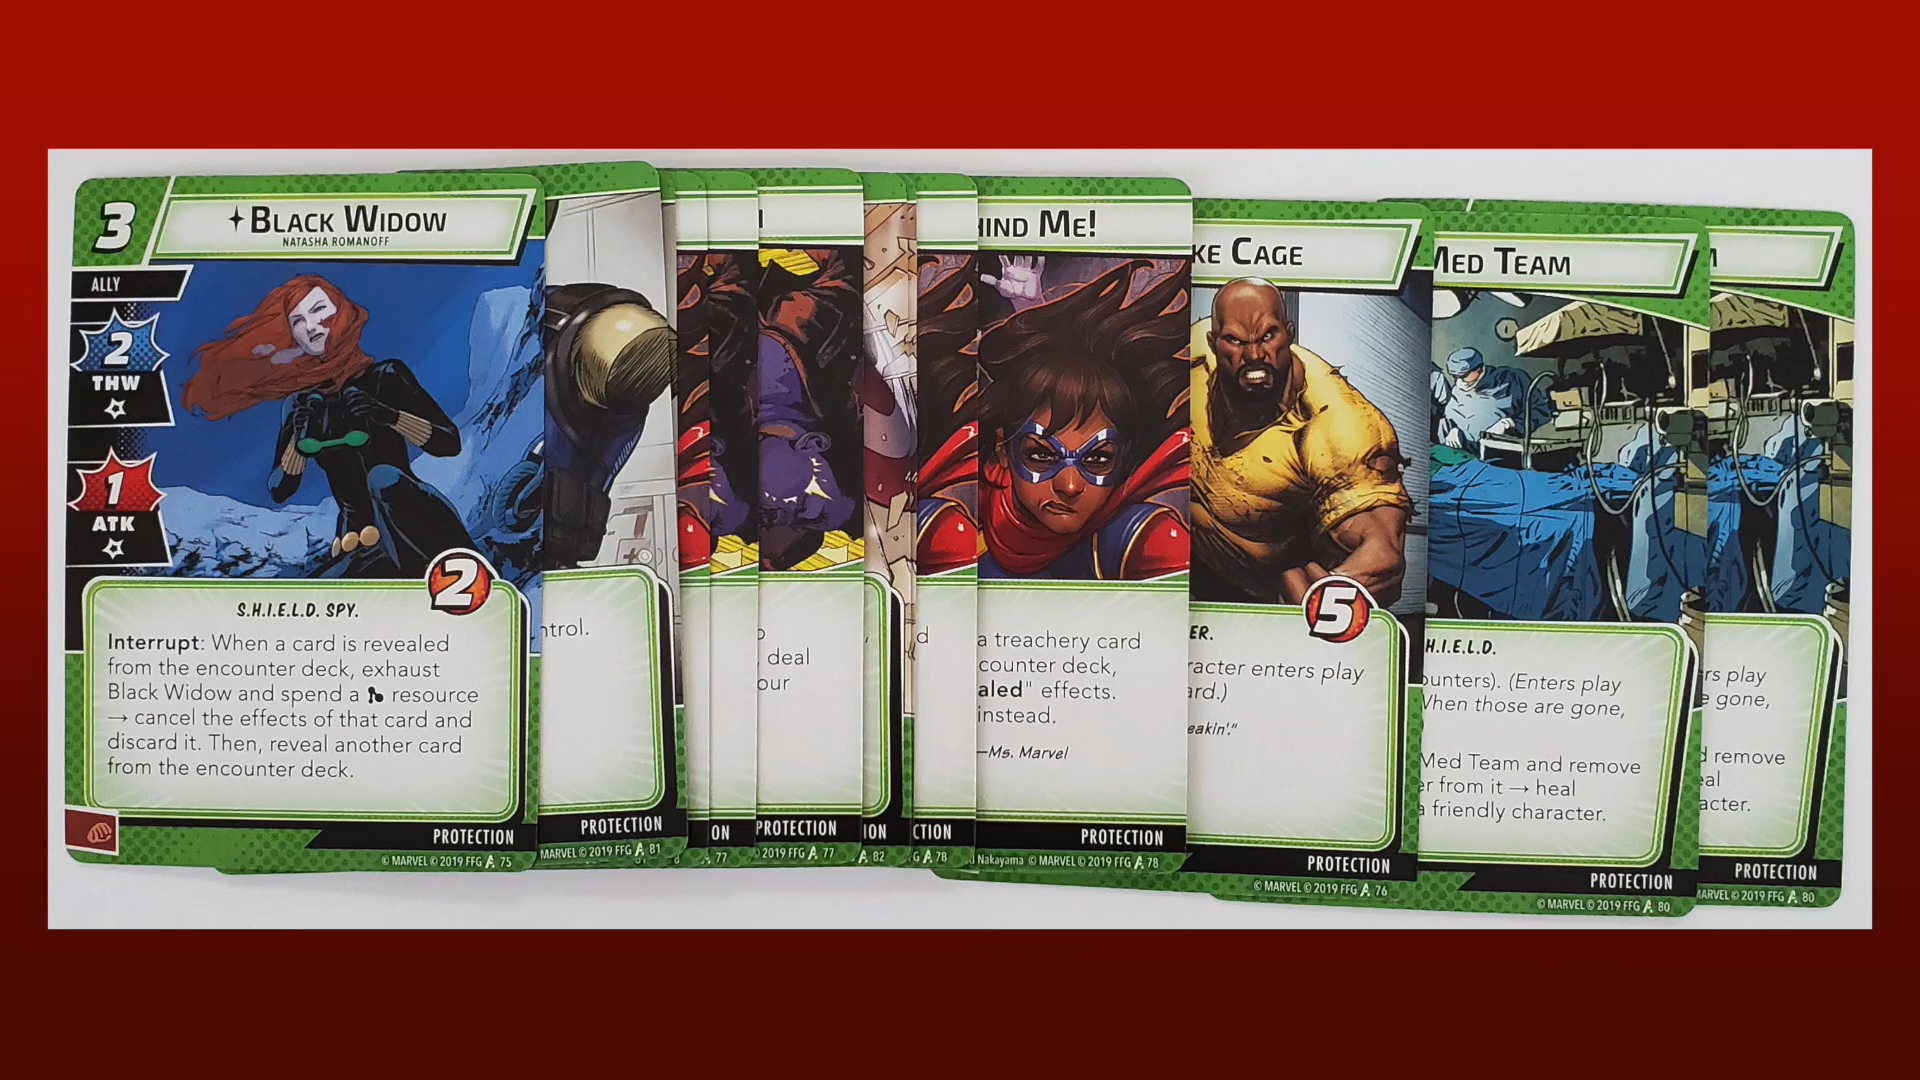 3
BLACK WIDOW
NATASHA ROMANOFF
ALLY
2
THW
1
ATK
2
S.H.I.E.L.D. SPY.
Interrupt: When a card is revealed
from the encounter deck, exhaust
Black Widow and spend a resource
→ cancel the effects of that card and
discard it. Then, reveal another card
from the encounter deck.
PROTECTION
© MARVEL © 2019 FFG 75
ntrol.
PROTECTION
MARVEL © 2019 FFG 81
ON
77
deal
our
PROTECTION
2019 FFG 77
ION
82
d
CTION
G 78
HIND ME!
a treachery card
counter deck,
aled" effects.
instead.
—Ms. Marvel
PROTECTION
Nakayama © MARVEL © 2019 FFG 78
KE CAGE
5
ER.
racter enters play
ard.)
eakin'."
PROTECTION
© MARVEL © 2019 FFG 76
MED TEAM
H.I.E.L.D.
ounters). (Enters play
When those are gone,
)
Med Team and remove
er from it → heal
a friendly character.
PROTECTION
© MARVEL © 2019 FFG 80
rs play
e gone,
d remove
eal
acter.
PROTECTION
MARVEL © 2019 FFG 80